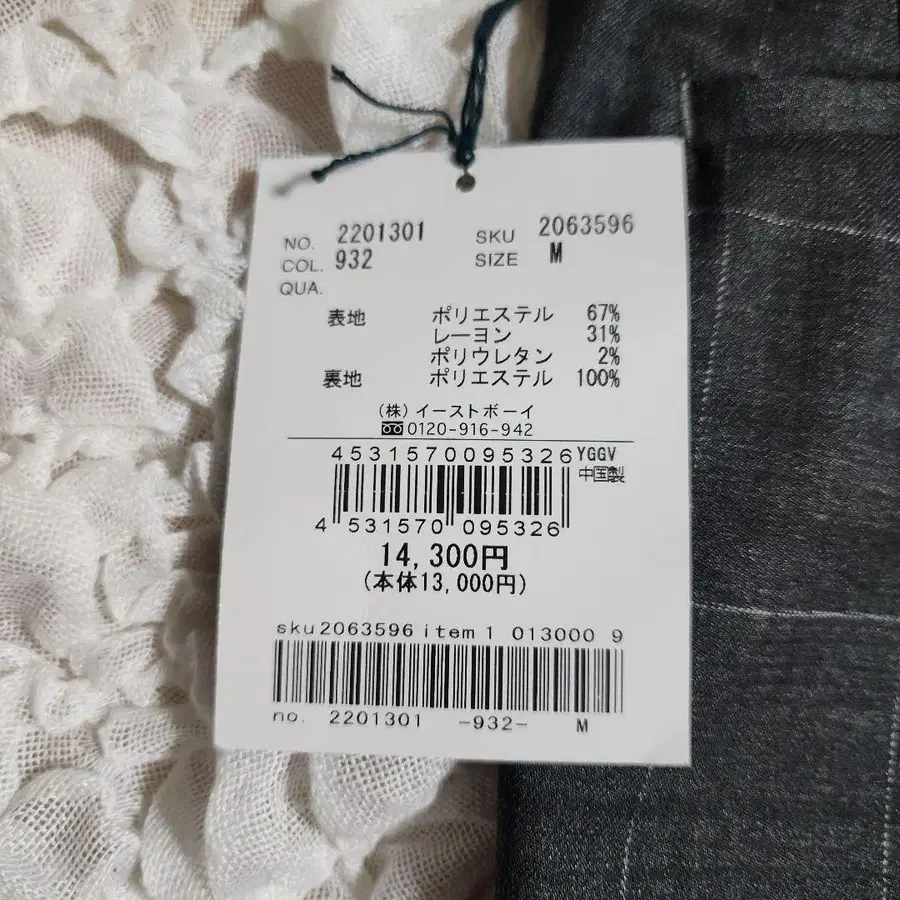 NO. 2201301 SKU 2063596
COL. 932 SIZE M
QUA.
表地 ポリエステル 67%
レーヨン 31%
ポリウレタン 2%
裏地 ポリエステル 100%
(株)イーストボーイ
0120-916-942
4531570095326 YGGV
中国製
4 531570 095326
14,300円
(本体13,000円)
sku2063596 item1 013000 9
no. 2201301 -932- M